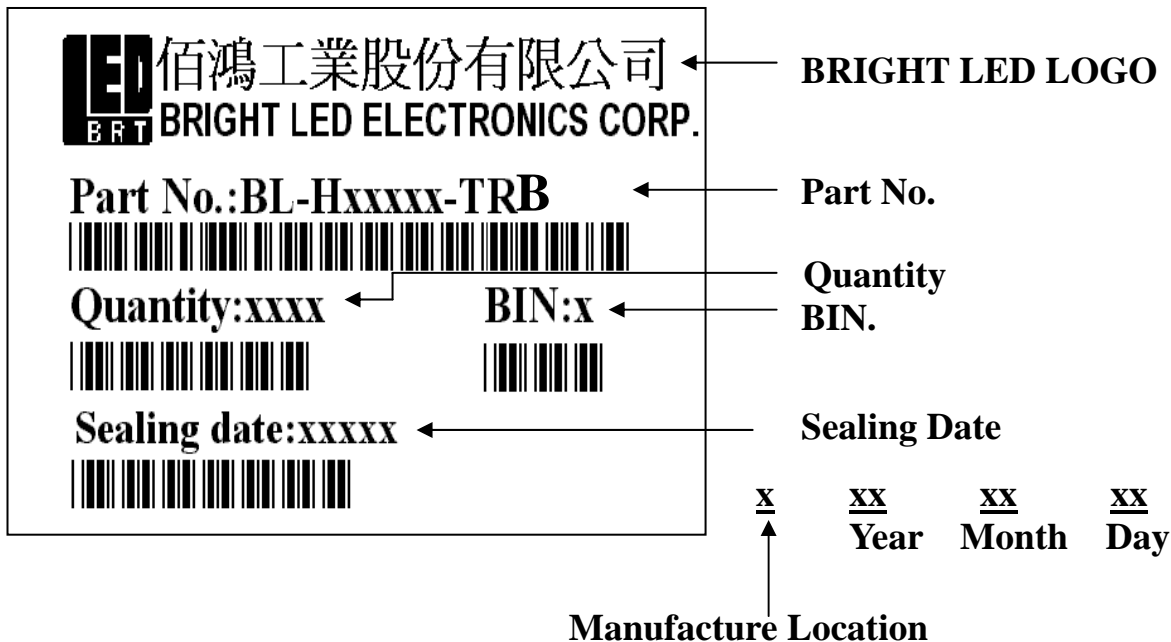 LED 佰鴻工業股份有限公司 BRIGHT LED LOGO
BRT BRIGHT LED ELECTRONICS CORP.
Part No.:BL-Hxxxxx-TRB Part No.
Quantity
Quantity:xxxx BIN:x BIN.
Sealing date:xxxxx Sealing Date
x xx xx xx
Year Month Day
Manufacture Location